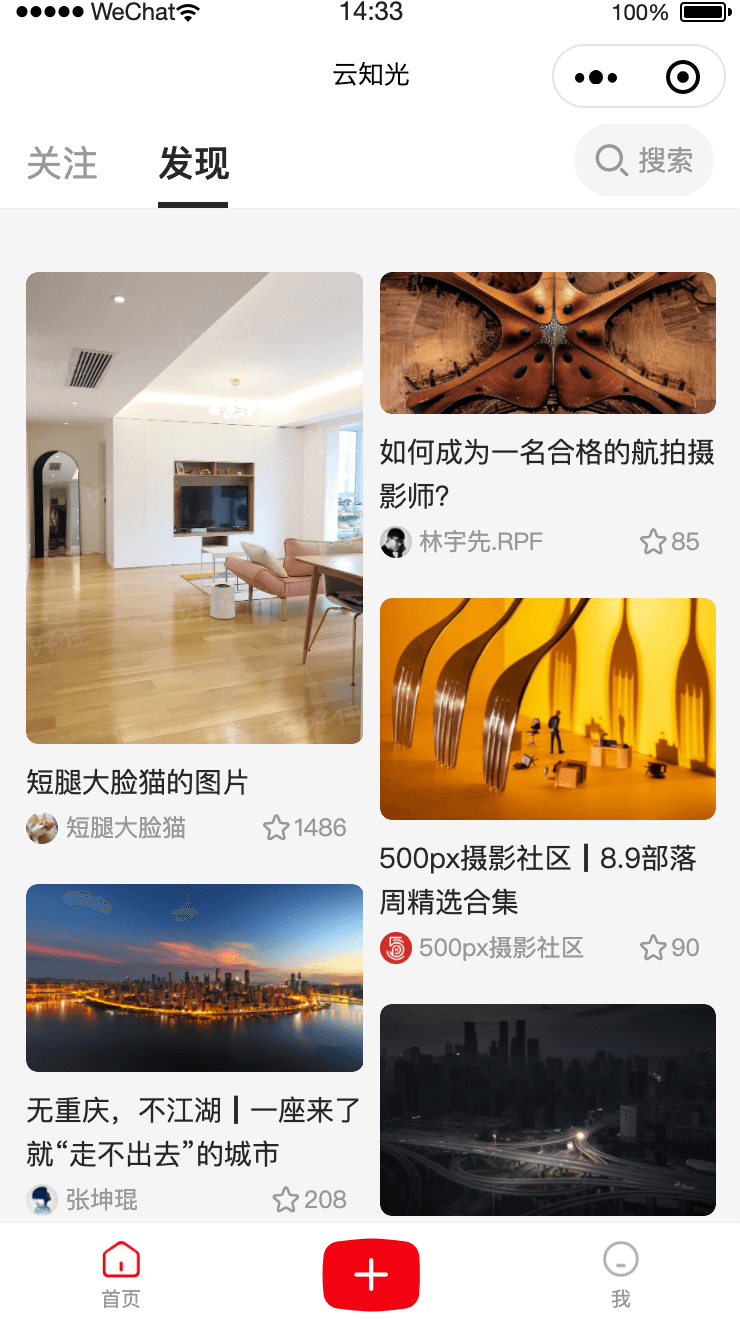 WeChat 14:33 100%
云知光
关注 发现 搜索
如何成为一名合格的航拍摄
影师?
林宇先.RPF 85
短腿大脸猫的图片
短腿大脸猫 1486
500px摄影社区┃8.9部落
周精选合集
500px摄影社区 90
无重庆，不江湖┃一座来了
就“走不出去”的城市
张坤琨 208
首页 我